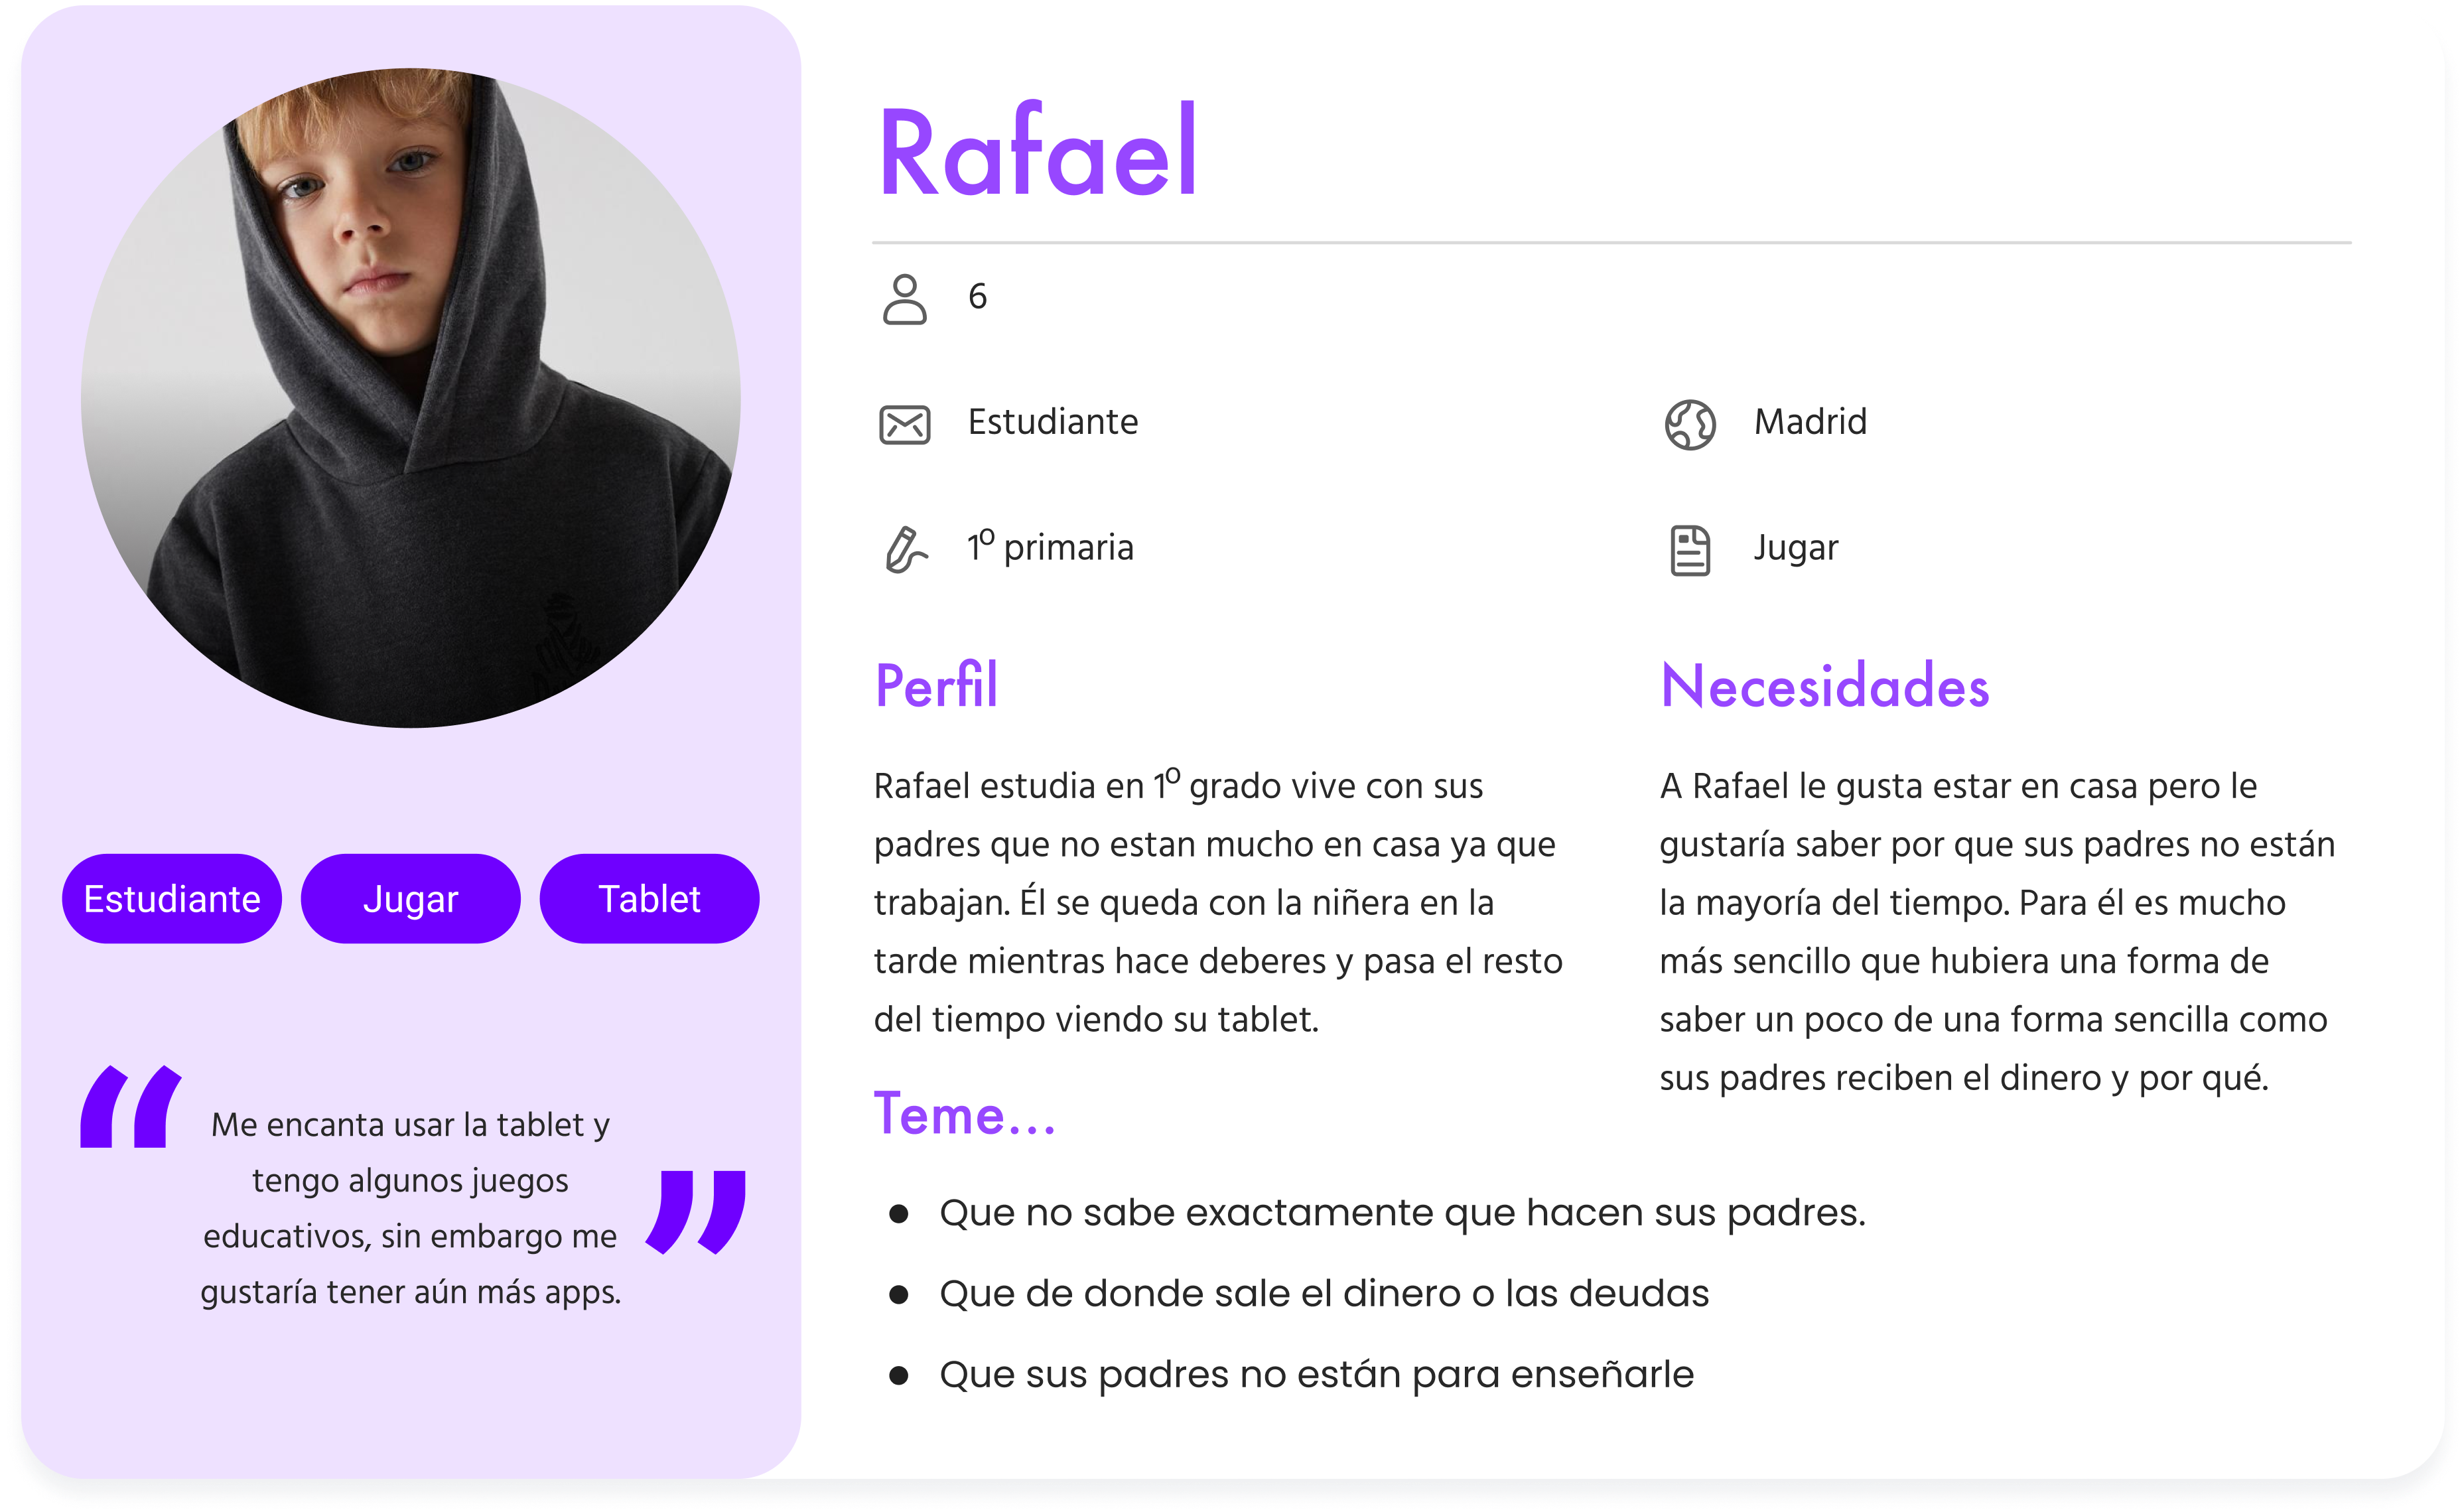 Rafael
6
Estudiante
Madrid
1º primaria
Jugar
Perfil
Rafael estudia en 1º grado vive con sus
padres que no estan mucho en casa ya que
trabajan. Él se queda con la niñera en la
tarde mientras hace deberes y pasa el resto
del tiempo viendo su tablet.
Necesidades
A Rafael le gusta estar en casa pero le
gustaría saber por que sus padres no están
la mayoría del tiempo. Para él es mucho
más sencillo que hubiera una forma de
saber un poco de una forma sencilla como
sus padres reciben el dinero y por qué.
Teme...
● Que no sabe exactamente que hacen sus padres.
● Que de donde sale el dinero o las deudas
● Que sus padres no están para enseñarle
Estudiante
Jugar
Tablet
“Me encanta usar la tablet y
tengo algunos juegos
educativos, sin embargo me
gustaría tener aún más apps.”